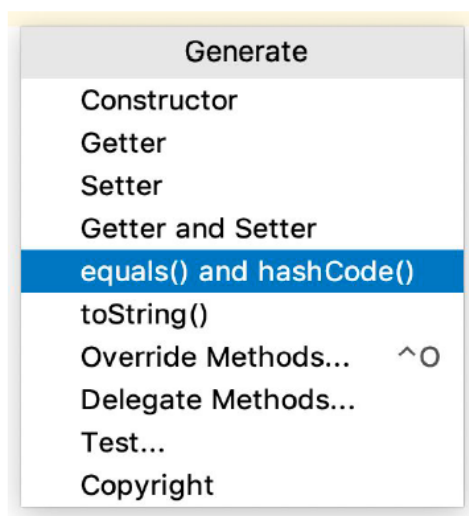 Generate
Constructor
Getter
Setter
Getter and Setter
equals() and hashCode()
toString()
Override Methods... ^O
Delegate Methods...
Test...
Copyright